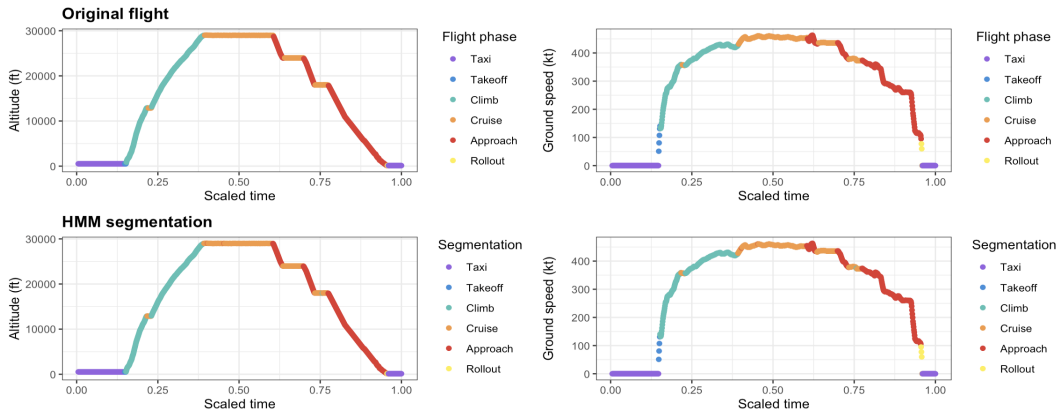 Original flight
Altitude (ft)
30000
20000
10000
0
0.00 0.25 0.50 0.75 1.00
Scaled time
Flight phase
Taxi
Takeoff
Climb
Cruise
Approach
Rollout
Ground speed (kt)
400
300
200
100
0
0.00 0.25 0.50 0.75 1.00
Scaled time
Flight phase
Taxi
Takeoff
Climb
Cruise
Approach
Rollout
HMM segmentation
Altitude (ft)
30000
20000
10000
0
0.00 0.25 0.50 0.75 1.00
Scaled time
Segmentation
Taxi
Takeoff
Climb
Cruise
Approach
Rollout
Ground speed (kt)
400
300
200
100
0
0.00 0.25 0.50 0.75 1.00
Scaled time
Segmentation
Taxi
Takeoff
Climb
Cruise
Approach
Rollout